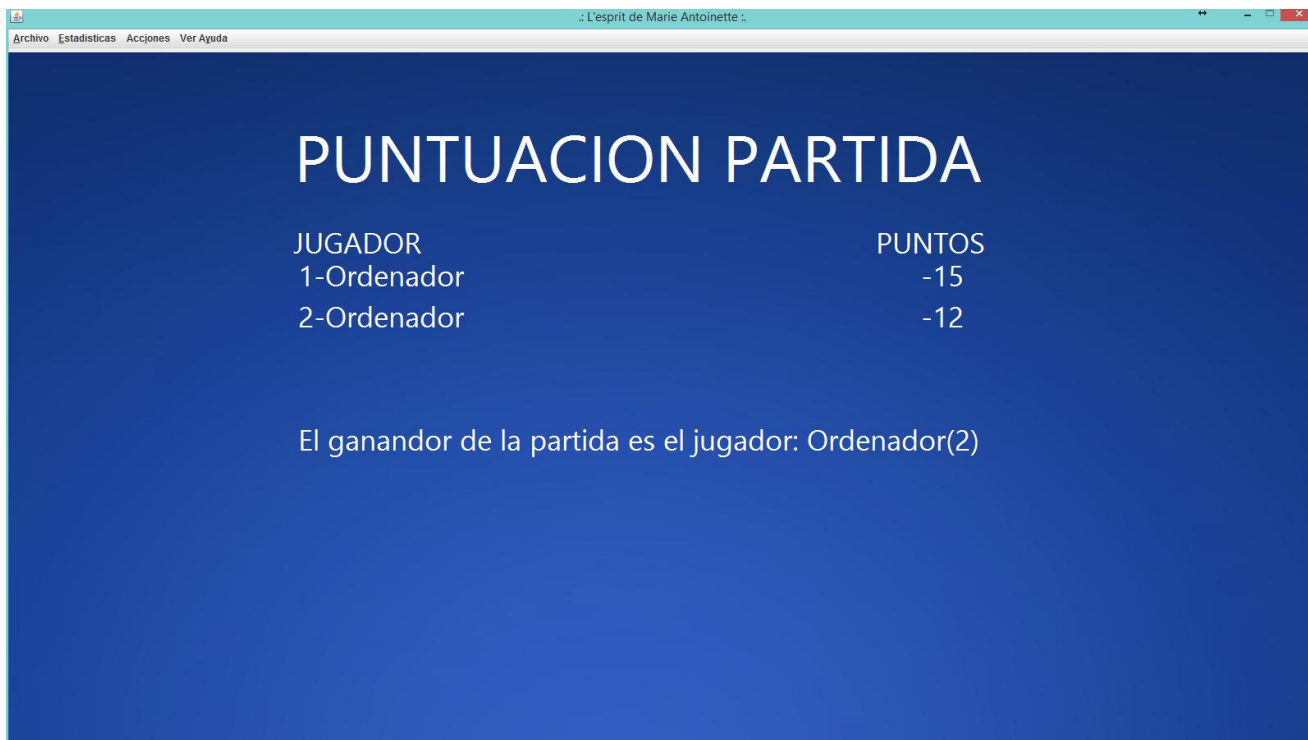 .: L'esprit de Marie Antoinette :.
Archivo Estadisticas Acciones Ver Ayuda
PUNTUACION PARTIDA
JUGADOR PUNTOS
1-Ordenador -15
2-Ordenador -12
El ganandor de la partida es el jugador: Ordenador(2)